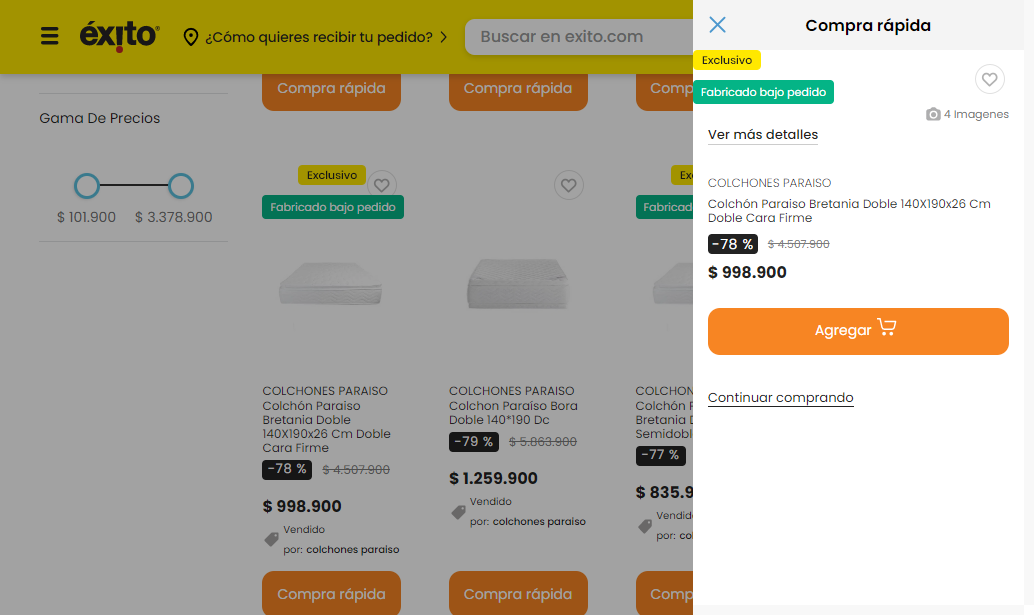 éxito
¿Cómo quieres recibir tu pedido?
Buscar en exito.com
Compra rápida
Compra rápida
Comp
Gama De Precios
$ 101.900 $ 3.378.900
Exclusivo
Fabricado bajo pedido
COLCHONES PARAISO
Colchón Paraiso
Bretania Doble
140X190x26 Cm Doble
Cara Firme
-78 % $ 4.507.900
$ 998.900
Vendido
por: colchones paraiso
Compra rápida
COLCHONES PARAISO
Colchon Paraíso Bora
Doble 140*190 Dc
-79 % $ 5.863.900
$ 1.259.900
Vendido
por: colchones paraiso
Compra rápida
Ex
Fabricad
COLCHON
Colchón P
Bretania D
Semidobl
-77 %
$ 835.9
Vendid
por: co
Comp
Compra rápida
Exclusivo
Fabricado bajo pedido
4 Imagenes
Ver más detalles
COLCHONES PARAISO
Colchón Paraiso Bretania Doble 140X190x26 Cm
Doble Cara Firme
-78 % $ 4.507.900
$ 998.900
Agregar
Continuar comprando